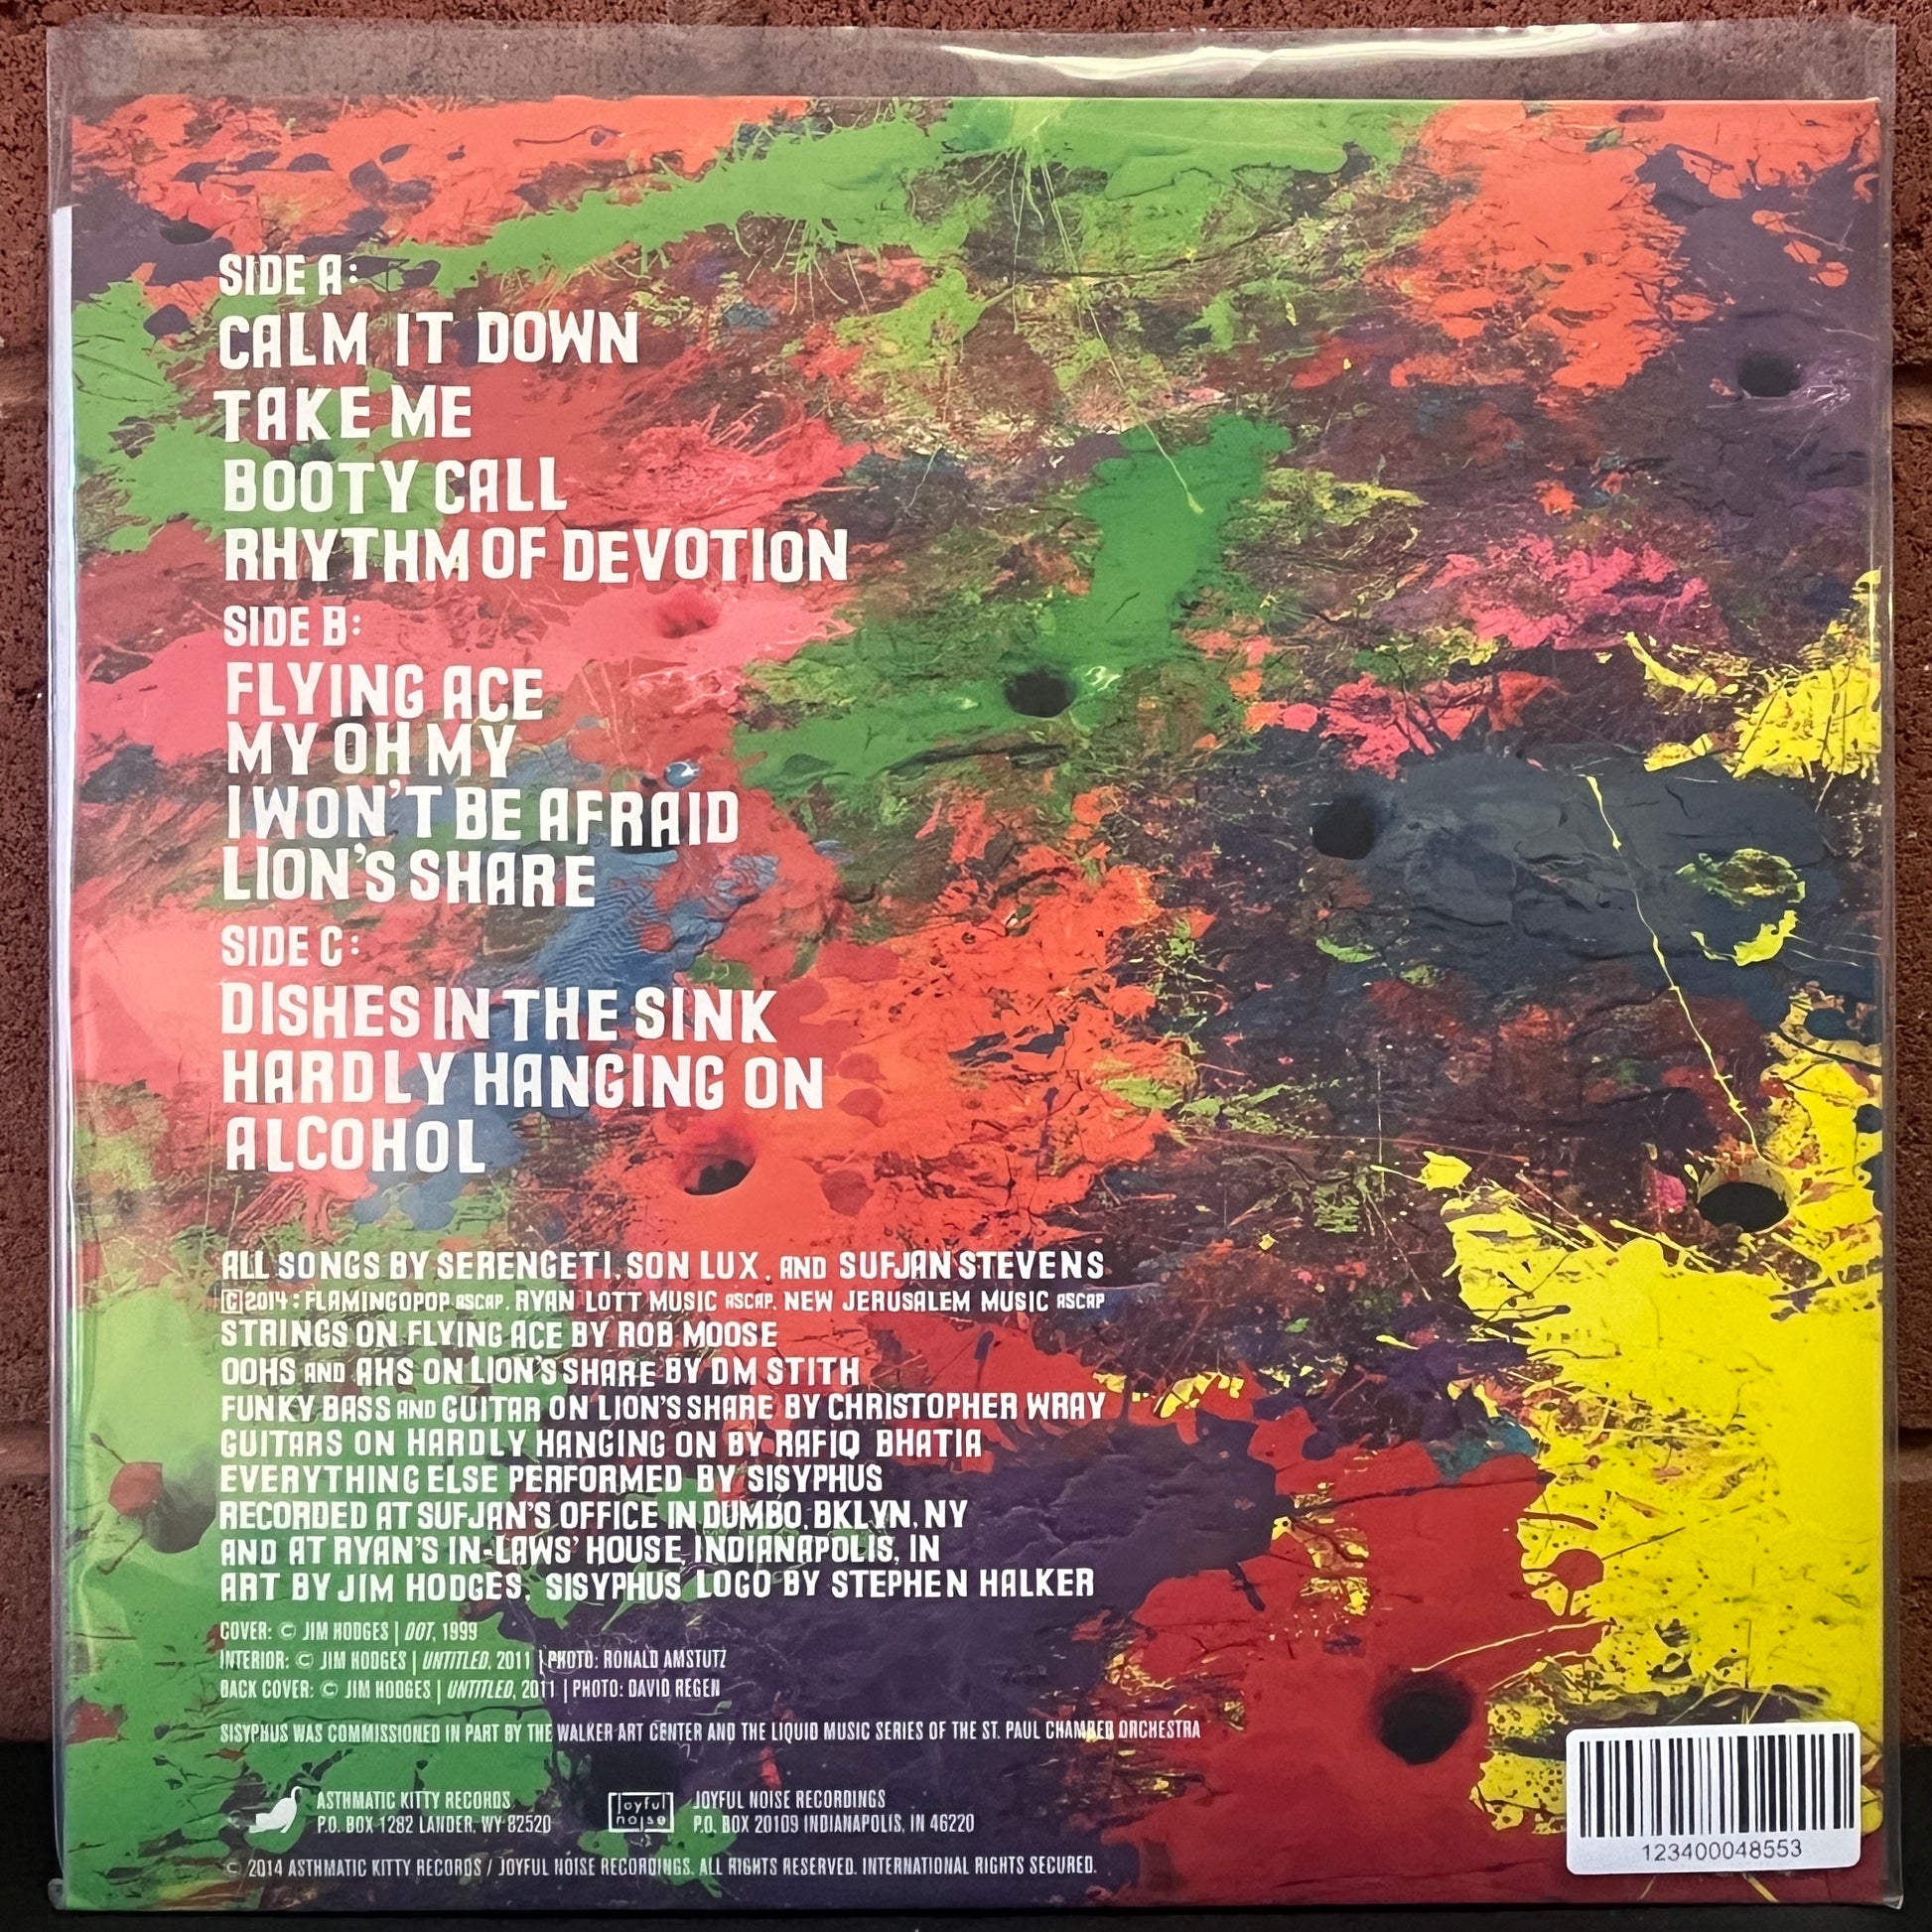 SIDE A:
CALM IT DOWN
TAKE ME
BOOTY CALL
RHYTHM OF DEVOTION
SIDE B:
FLYING ACE
MY OH MY
I WON'T BE AFRAID
LION'S SHARE
SIDE C:
DISHES IN THE SINK
HARDLY HANGING ON
ALCOHOL
ALL SONGS BY SERENGETI, SON LUX, AND SUFJAN STEVENS
©2014: FLAMINGOPOP ASCAP, RYAN LOTT MUSIC ASCAP, NEW JERUSALEM MUSIC ASCAP
STRINGS ON FLYING ACE BY ROB MOOSE
OOHS AND AHS ON LION'S SHARE BY DM STITH
FUNKY BASS AND GUITAR ON LION'S SHARE BY CHRISTOPHER WRAY
GUITARS ON HARDLY HANGING ON BY RAFIQ BHATIA
EVERYTHING ELSE PERFORMED BY SISYPHUS
RECORDED AT SUFJAN'S OFFICE IN DUMBO, BKLYN, NY
AND AT RYAN'S IN-LAWS' HOUSE, INDIANAPOLIS, IN
ART BY JIM HODGES, SISYPHUS LOGO BY STEPHEN HALKER
COVER: © JIM HODGES | DOT, 1999
INTERIOR: © JIM HODGES | UNTITLED, 2011 | PHOTO: RONALD AMSTUTZ
BACK COVER: © JIM HODGES | UNTITLED, 2011 | PHOTO: DAVID REGEN
SISYPHUS WAS COMMISSIONED IN PART BY THE WALKER ART CENTER AND THE LIQUID MUSIC SERIES OF THE ST. PAUL CHAMBER ORCHESTRA
ASTHMATIC KITTY RECORDS
P.O. BOX 1282 LANDER, WY 82520
joyful
noise
JOYFUL NOISE RECORDINGS
P.O. BOX 20109 INDIANAPOLIS, IN 46220
© 2014 ASTHMATIC KITTY RECORDS / JOYFUL NOISE RECORDINGS. ALL RIGHTS RESERVED. INTERNATIONAL RIGHTS SECURED.
123400048553